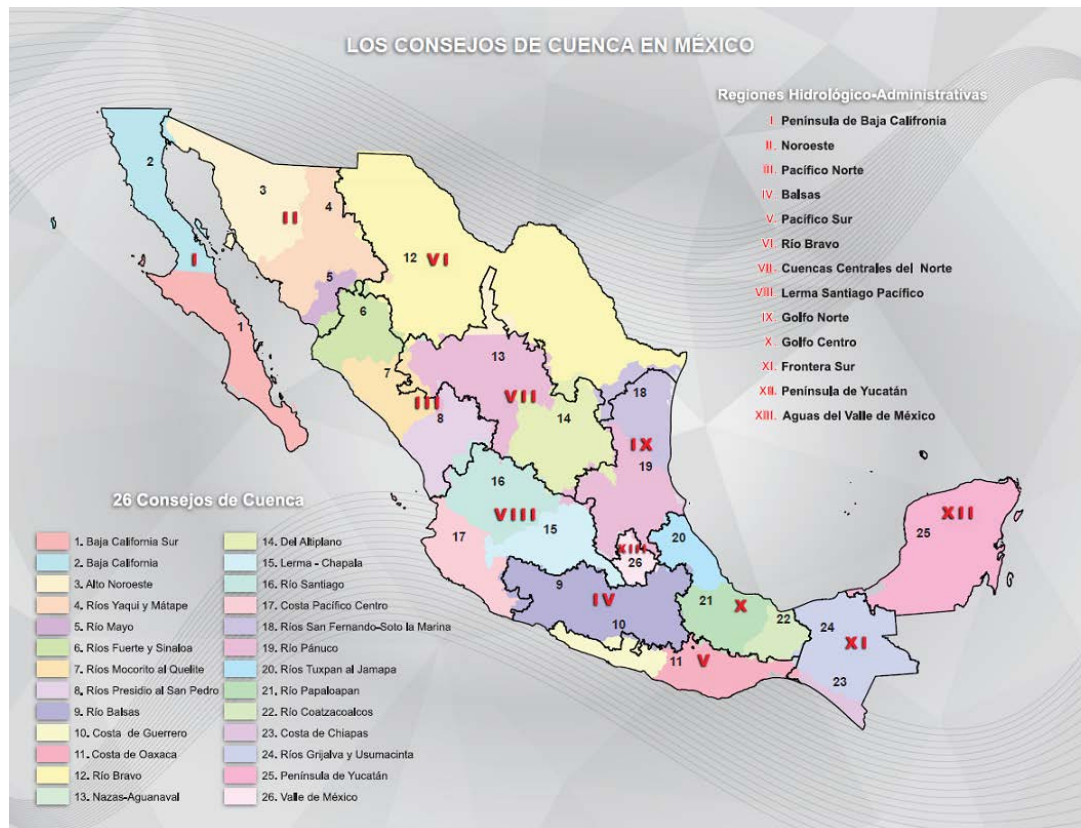 LOS CONSEJOS DE CUENCA EN MÉXICO
Regiones Hidrológico-Administrativas
I Península de Baja Califronía
II. Noroeste
III. Pacífico Norte
IV. Balsas
V. Pacífico Sur
VI. Río Bravo
VII. Cuencas Centrales del Norte
VIII. Lerma Santiago Pacífico
IX. Golfo Norte
X. Golfo Centro
XI. Frontera Sur
XII. Península de Yucatán
XIII. Aguas del Valle de México
2
3
4
II
I
12 VI
5
6
1
13
7
III
VII
18
8
14
IX
19
16
VIII
15
17
XIII
26
20
XII
25
9
IV
10
21
X
22
24
XI
11
V
23
26 Consejos de Cuenca
1. Baja California Sur
2. Baja California
3. Alto Noroeste
4. Ríos Yaqui y Mátape
5. Río Mayo
6. Ríos Fuerte y Sinaloa
7. Ríos Mocorito al Quelite
8. Ríos Presidio al San Pedro
9. Río Balsas
10. Costa de Guerrero
11. Costa de Oaxaca
12. Río Bravo
13. Nazas-Aguanaval
14. Del Altiplano
15. Lerma - Chapala
16. Río Santiago
17. Costa Pacífico Centro
18. Ríos San Fernando-Soto la Marina
19. Río Pánuco
20. Ríos Tuxpan al Jamapa
21. Río Papaloapan
22. Río Coatzacoalcos
23. Costa de Chiapas
24. Ríos Grijalva y Usumacinta
25. Península de Yucatán
26. Valle de México